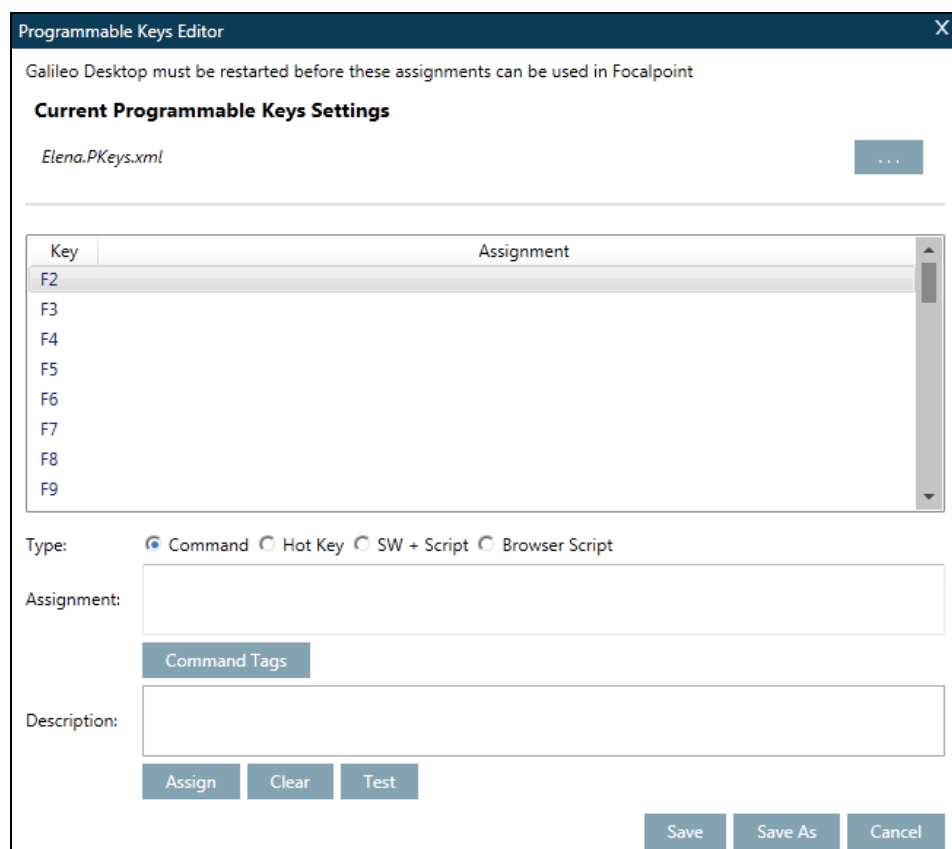 Programmable Keys Editor X
Galileo Desktop must be restarted before these assignments can be used in Focalpoint
Current Programmable Keys Settings
Elena.PKeys.xml ...
Key Assignment
F2
F3
F4
F5
F6
F7
F8
F9
Type: Command Hot Key SW + Script Browser Script
Assignment:
Command Tags
Description:
Assign Clear Test
Save Save As Cancel